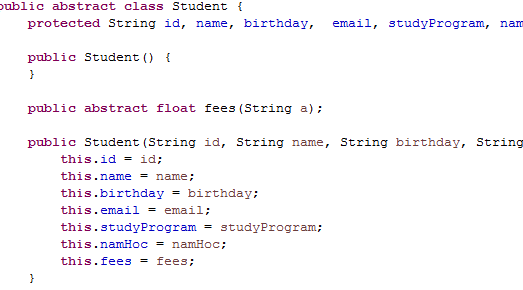 public abstract class Student {
protected String id, name, birthday,  email, studyProgram, nam
public Student() {
}
public abstract float fees(String a);
public Student(String id, String name, String birthday, String
this.id = id;
this.name = name;
this.birthday = birthday;
this.email = email;
this.studyProgram = studyProgram;
this.namHoc = namHoc;
this.fees = fees;
}